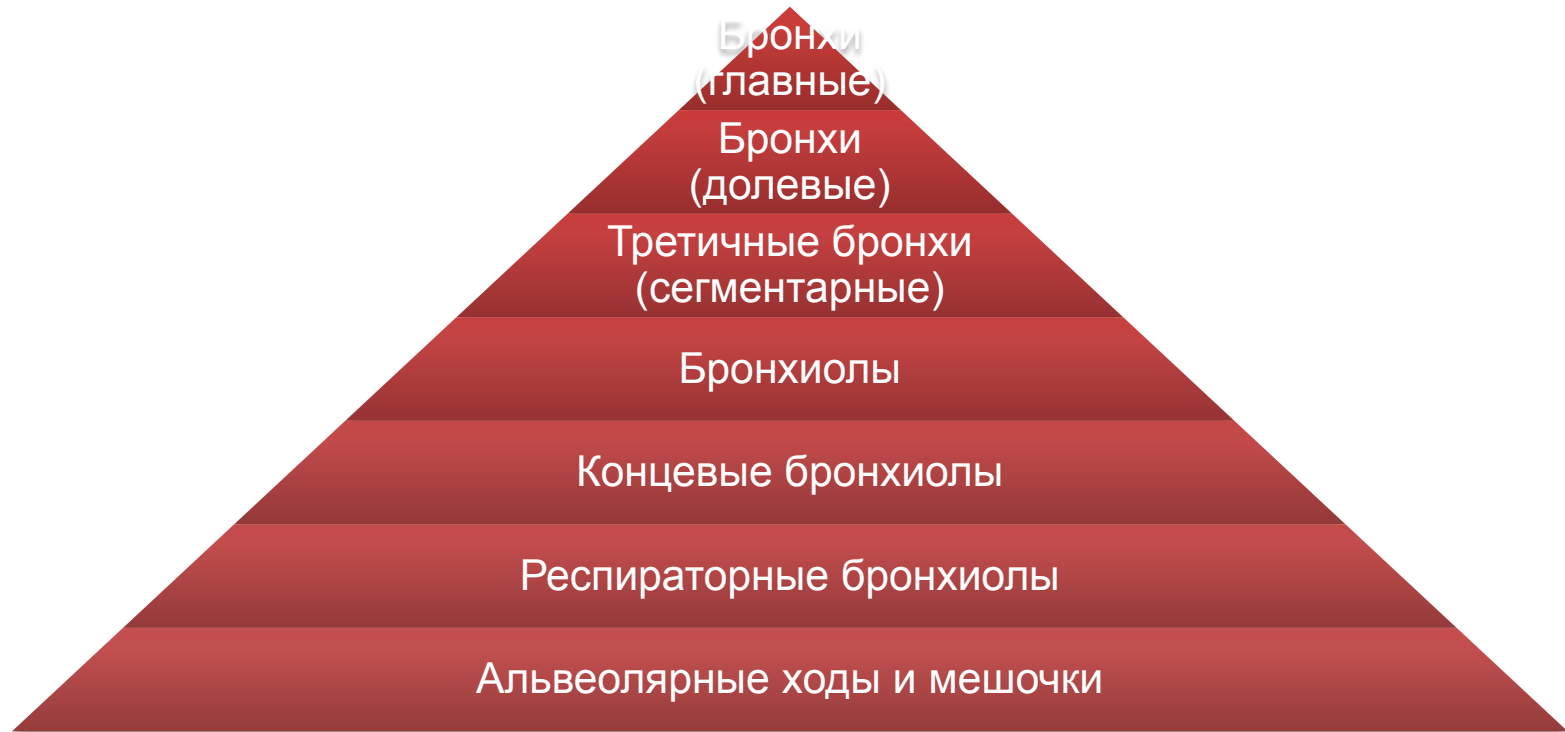 Бронхи
(главные)
Бронхи
(долевые)
Третичные бронхи
(сегментарные)
Бронхиолы
Концевые бронхиолы
Респираторные бронхиолы
Альвеолярные ходы и мешочки